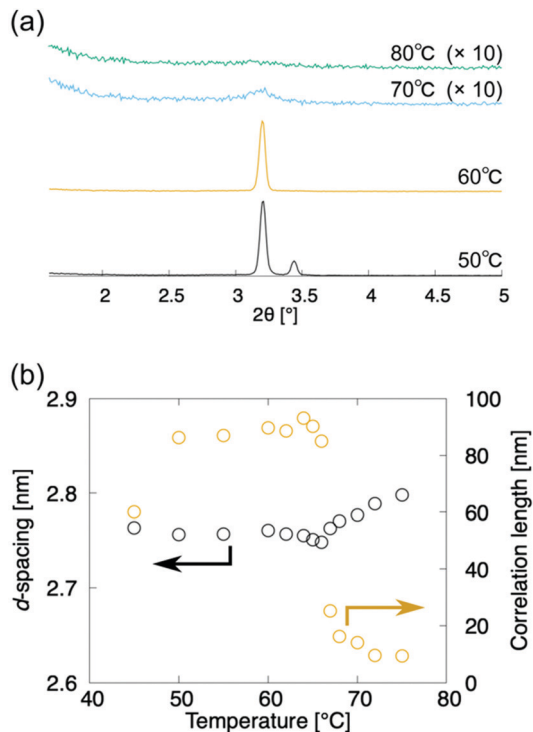 (a)
80°C (× 10)
70°C (× 10)
60°C
50°C
2 2.5 3 3.5 4 4.5 5
2θ [°]
(b)
2.9
2.8
2.7
2.6
d-spacing [nm]
100
80
60
40
20
0
Correlation length [nm]
40 50 60 70 80
Temperature [°C]